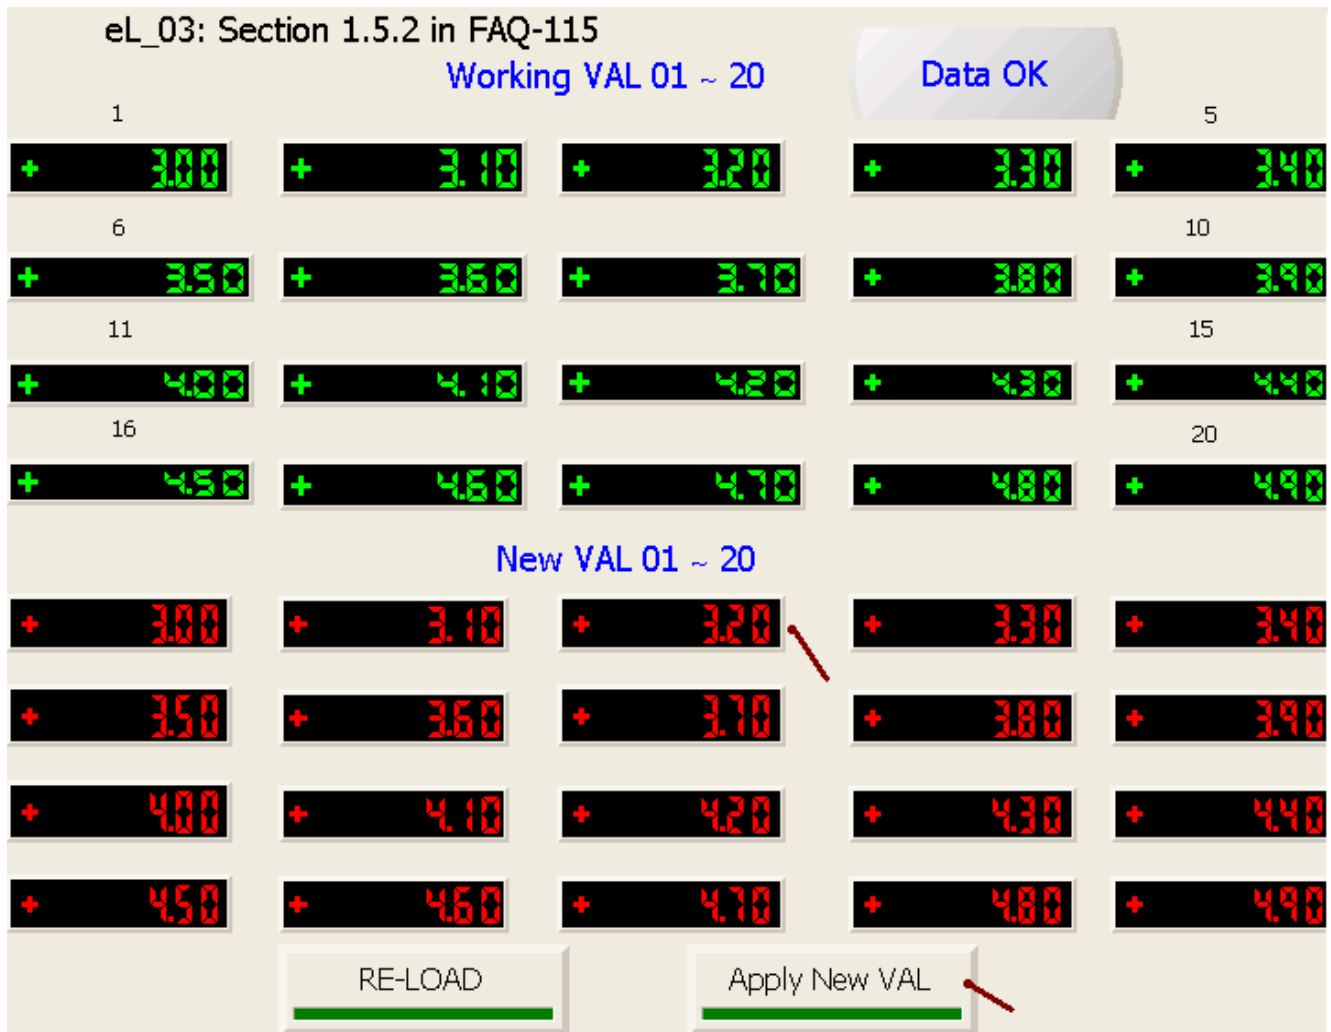 eL_03: Section 1.5.2 in FAQ-115
Working VAL 01 ~ 20 Data OK
1 5
+ 3.00 + 3.10 + 3.20 + 3.30 + 3.40
6 10
+ 3.50 + 3.60 + 3.70 + 3.80 + 3.90
11 15
+ 4.00 + 4.10 + 4.20 + 4.30 + 4.40
16 20
+ 4.50 + 4.60 + 4.70 + 4.80 + 4.90
New VAL 01 ~ 20
+ 3.00 + 3.10 + 3.20 + 3.30 + 3.40
+ 3.50 + 3.60 + 3.70 + 3.80 + 3.90
+ 4.00 + 4.10 + 4.20 + 4.30 + 4.40
+ 4.50 + 4.60 + 4.70 + 4.80 + 4.90
RE-LOAD Apply New VAL